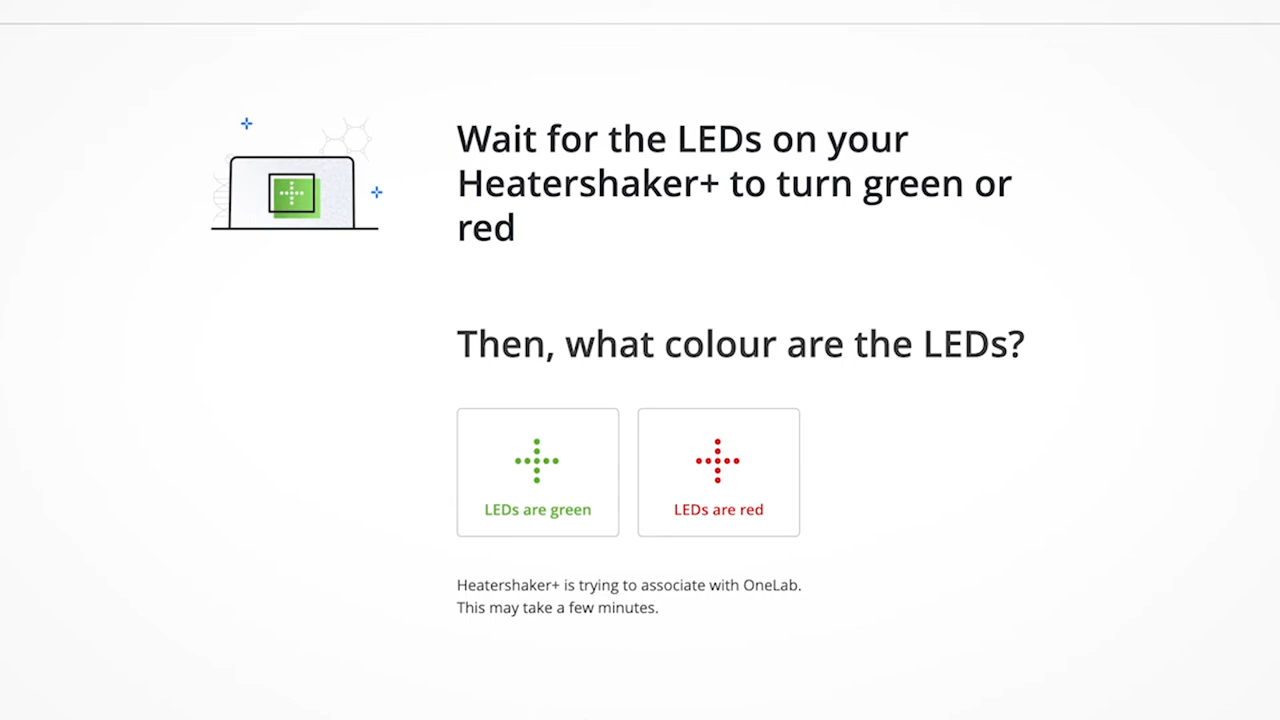 Wait for the LEDs on your
Heatershaker+ to turn green or
red
Then, what colour are the LEDs?
LEDs are green
LEDs are red
Heatershaker+ is trying to associate with OneLab.
This may take a few minutes.